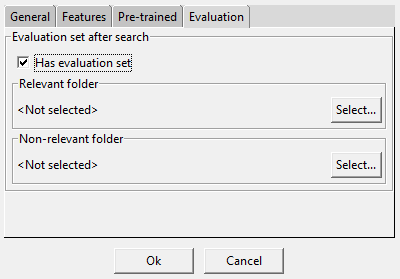 General Features Pre-trained Evaluation
Evaluation set after search
Has evaluation set
Relevant folder
<Not selected> Select...
Non-relevant folder
<Not selected> Select...
Ok Cancel